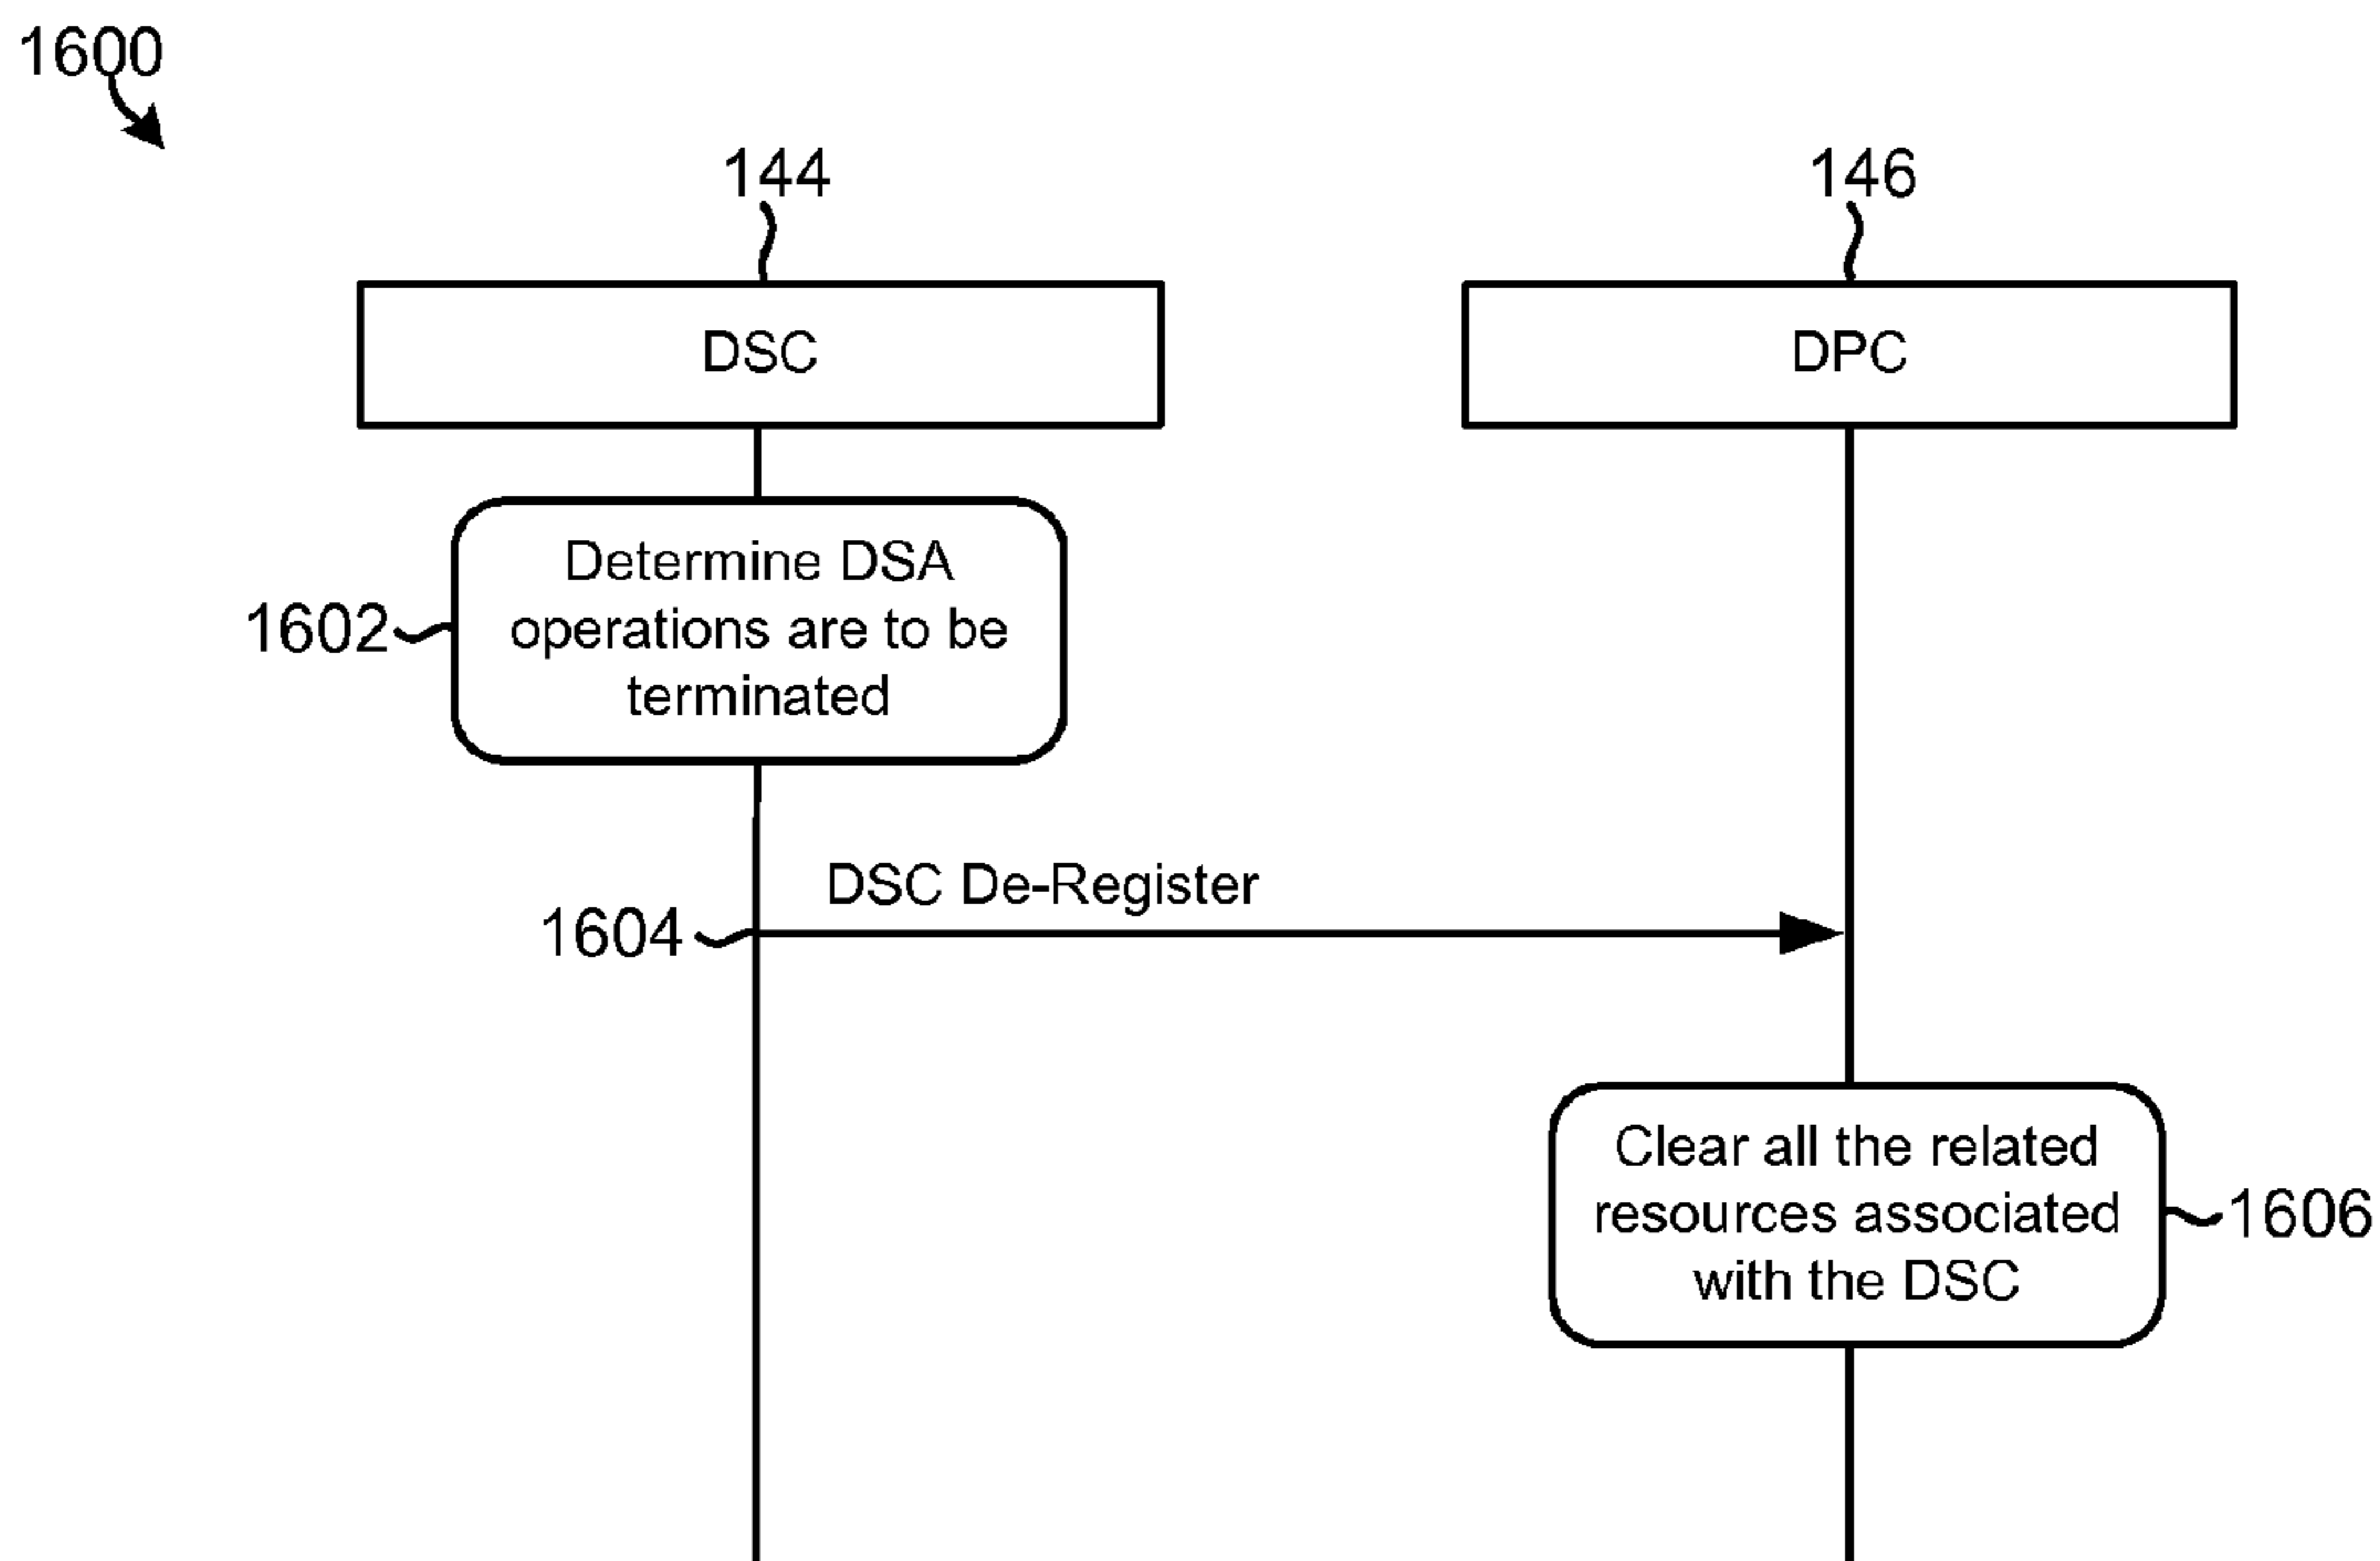 1600
144
146
DSC
DPC
Determine DSA
operations are to be
terminated
1602
DSC De-Register
1604
Clear all the related
resources associated
with the DSC
1606